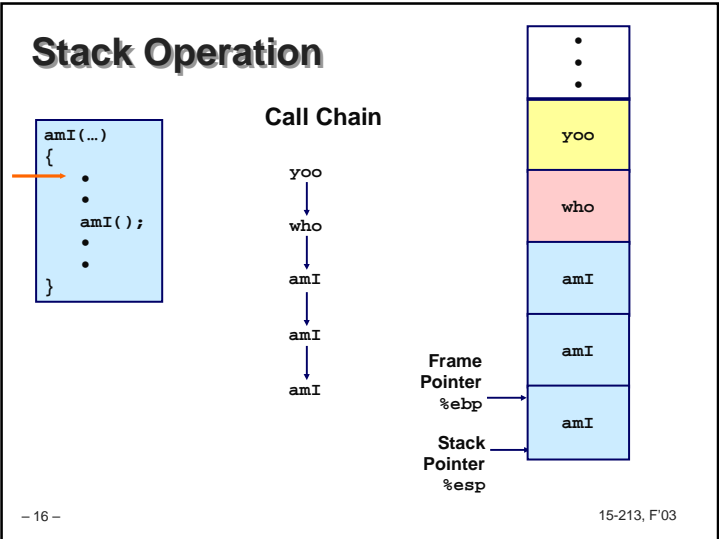 Stack Operation
amI(…)
{
•
•
amI();
•
•
}
Call Chain
yoo
who
amI
amI
amI
•
•
•
yoo
who
amI
amI
amI
Frame
Pointer
%ebp
Stack
Pointer
%esp
– 16 –
15-213, F'03